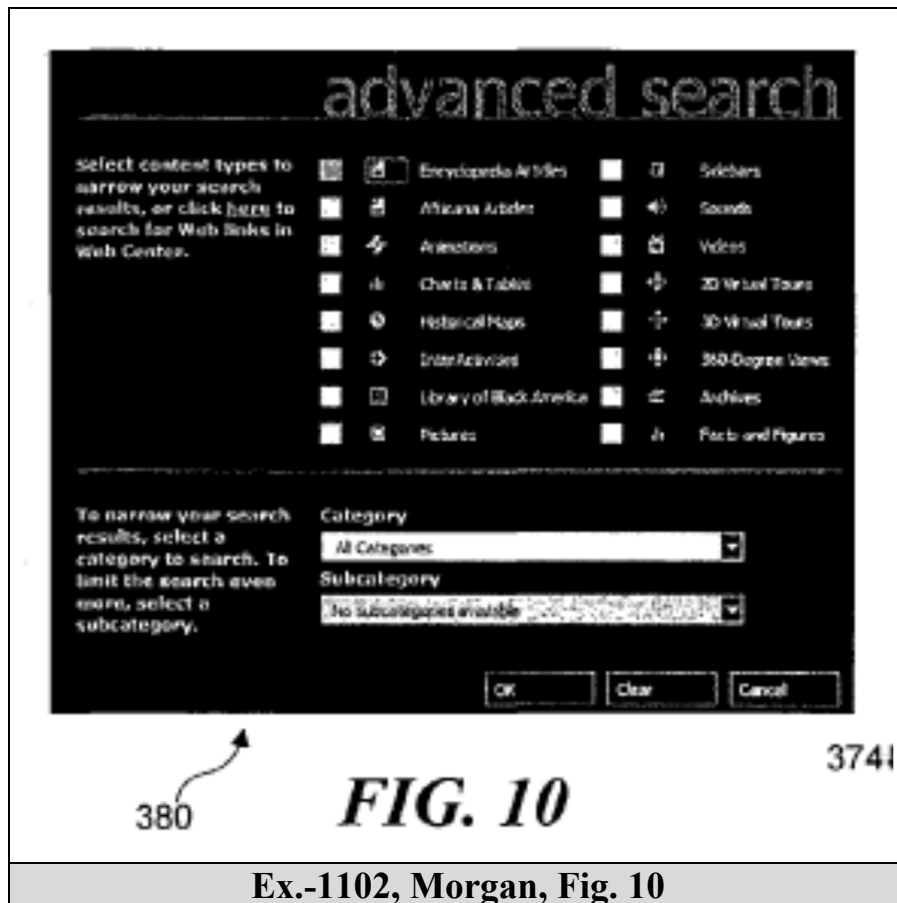 advanced search
Select content types to
narrow your search
results, or click here to
search for Web links in
Web Center.
Encyclopedia Articles
Africana Articles
Animations
Charts & Tables
Historical Maps
InterActivities
Library of Black America
Pictures
Sidebars
Sounds
Videos
2D Virtual Tours
3D Virtual Tours
360-Degree Views
Archives
Facts and Figures
To narrow your search
results, select a
category to search. To
limit the search even
more, select a
subcategory.
Category
All Categories
Subcategory
No subcategories available
OK
Clear
Cancel
374
380
FIG. 10
Ex.-1102, Morgan, Fig. 10